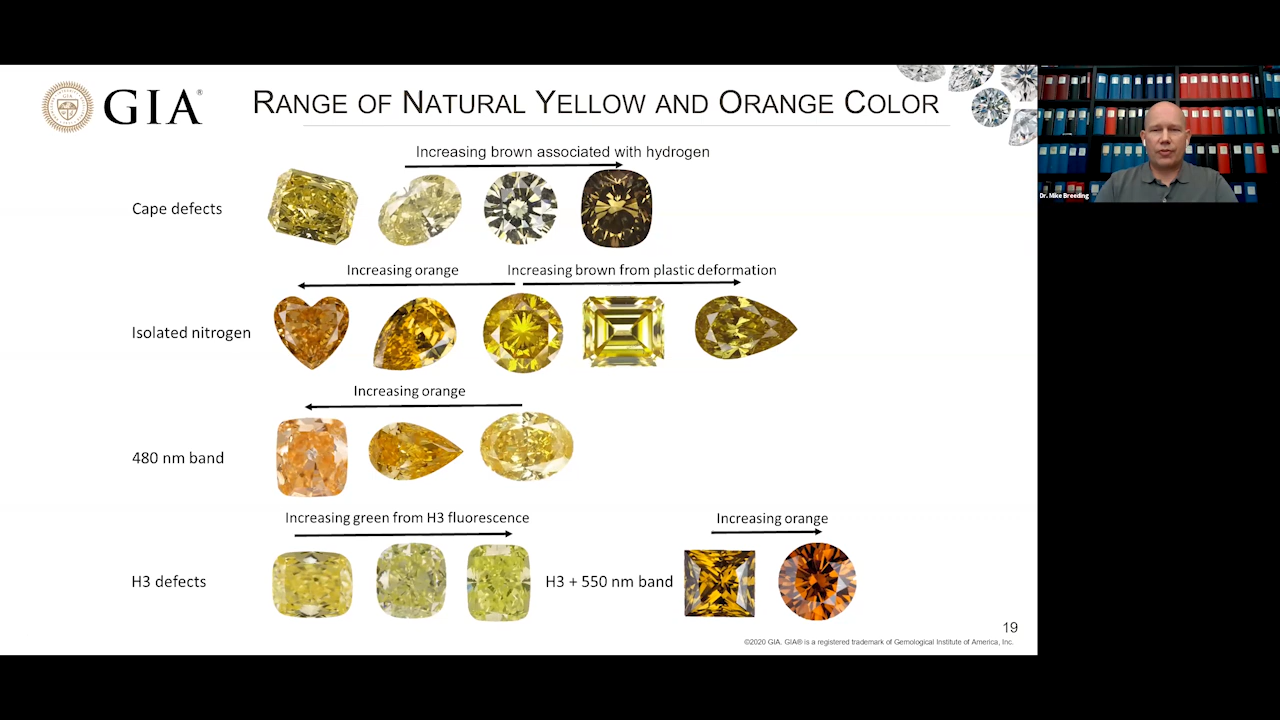 GIA®
RANGE OF NATURAL YELLOW AND ORANGE COLOR
Increasing brown associated with hydrogen
Cape defects
Increasing orange
Increasing brown from plastic deformation
Isolated nitrogen
Increasing orange
480 nm band
Increasing green from H3 fluorescence
Increasing orange
H3 defects
H3 + 550 nm band
19
©2020 GIA. GIA® is a registered trademark of Gemological Institute of America, Inc.
Dr. Mike Breeding